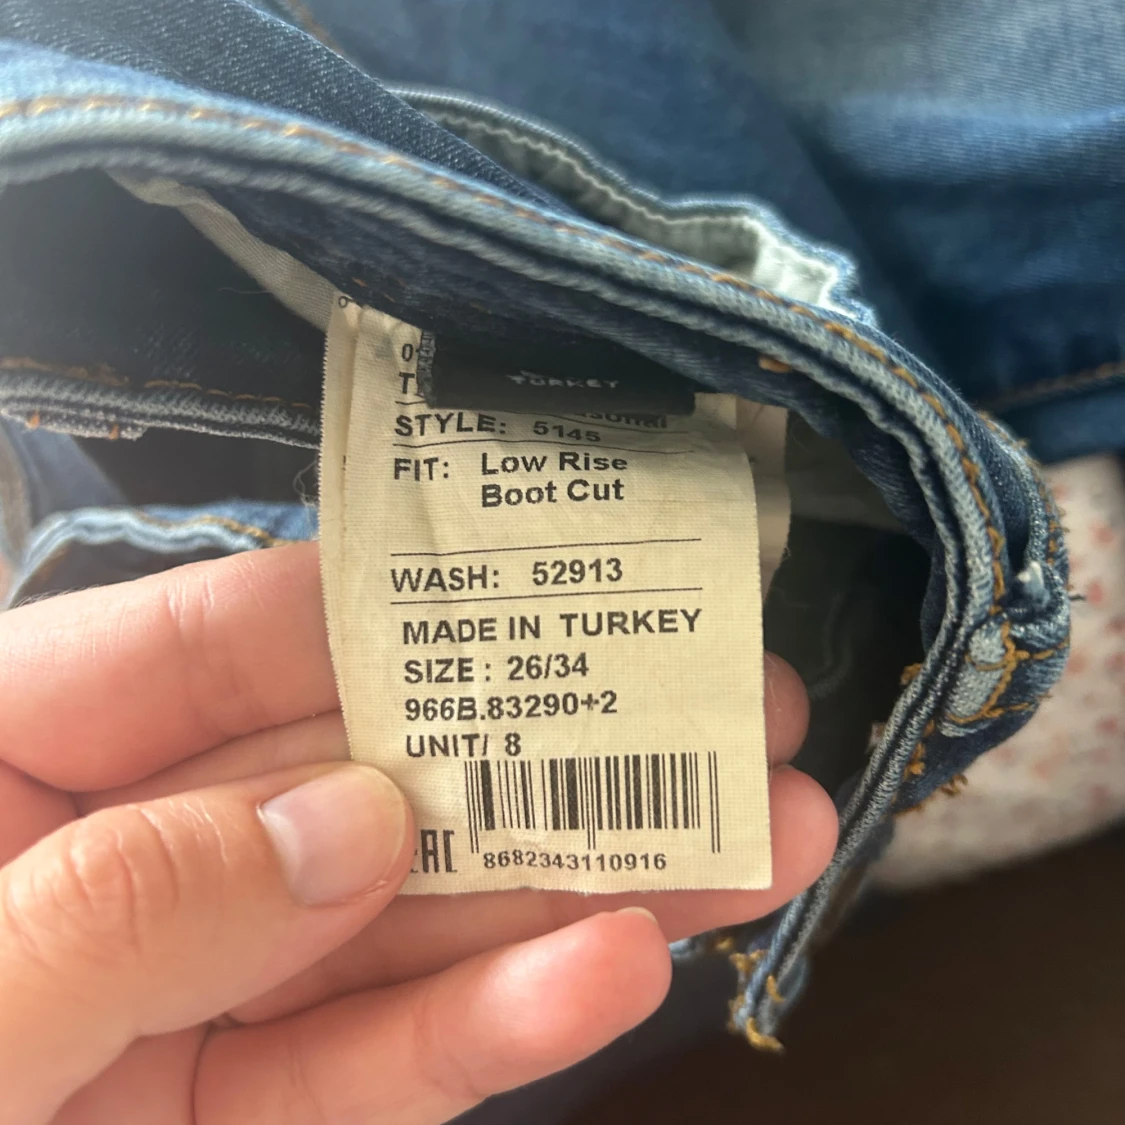 TURKEY
STYLE: 5145
FIT: Low Rise
Boot Cut
WASH: 52913
MADE IN TURKEY
SIZE : 26/34
966B.83290+2
UNIT/ 8
EAC
8682343110916